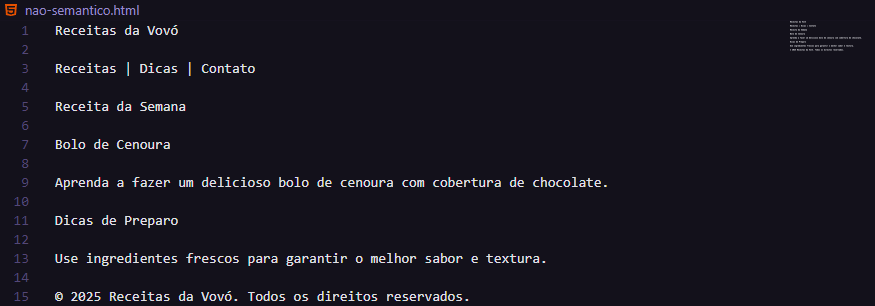 nao-semantico.html
1 Receitas da Vovó
2
3 Receitas | Dicas | Contato
4
5 Receita da Semana
6
7 Bolo de Cenoura
8
9 Aprenda a fazer um delicioso bolo de cenoura com cobertura de chocolate.
10
11 Dicas de Preparo
12
13 Use ingredientes frescos para garantir o melhor sabor e textura.
14
15 © 2025 Receitas da Vovó. Todos os direitos reservados.